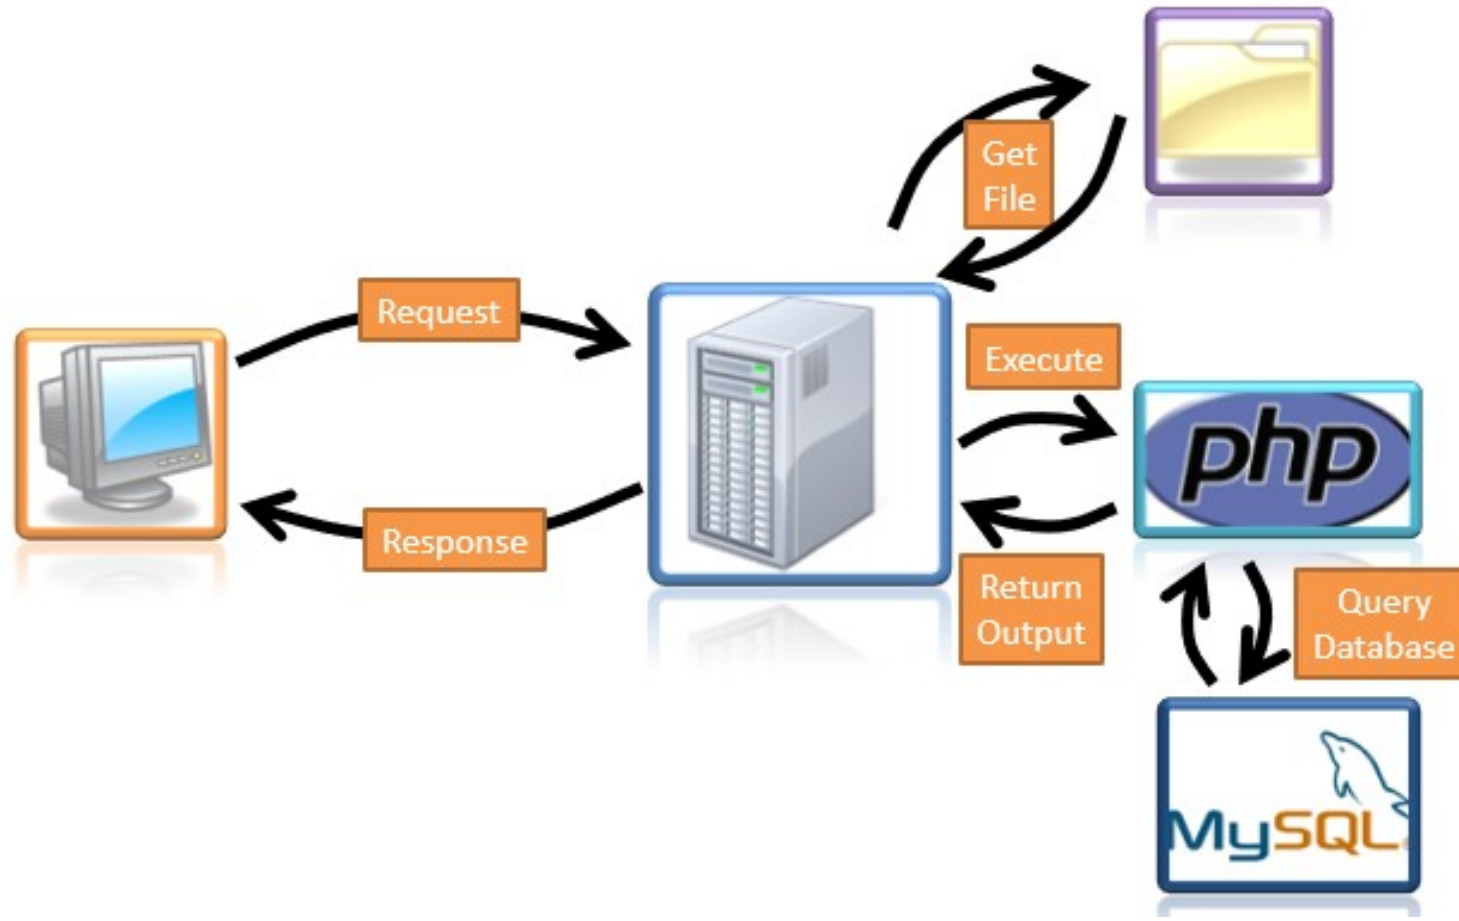 Get
File
Request
Execute
php
Response
Return
Output
Query
Database
MySQL